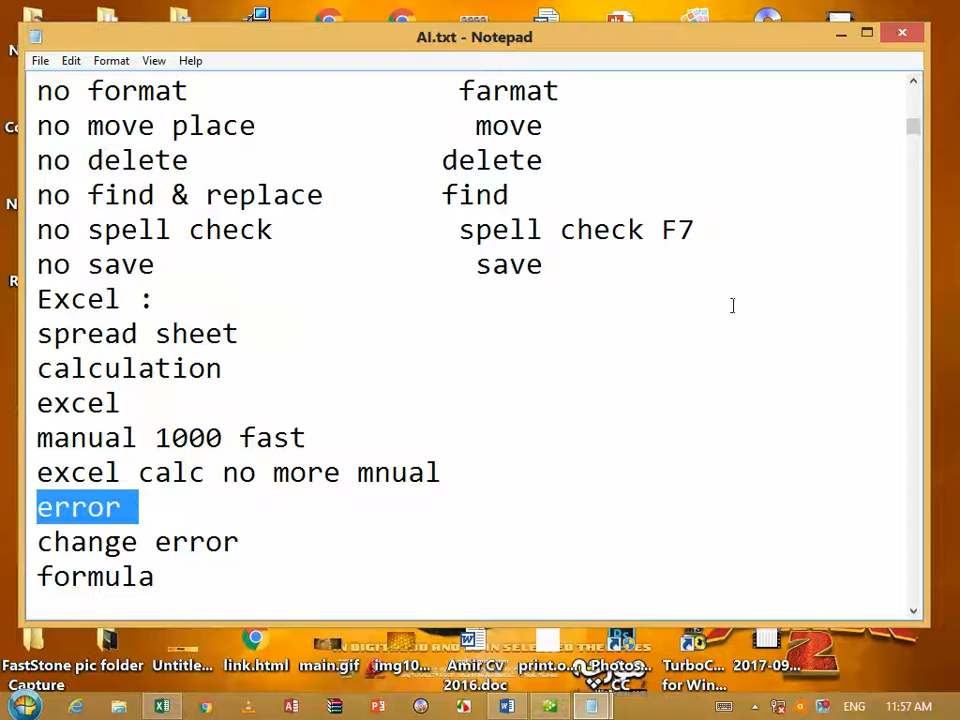 AI.txt - Notepad
File Edit Format View Help
no format farmat
no move place move
no delete delete
no find & replace find
no spell check spell check F7
no save save
Excel :
spread sheet
calculation
excel
manual 1000 fast
excel calc no more mnual
error
change error
formula
FastStone Capture
pic folder
Untitle...
link.html
main.gif
img10...
Amir CV 2016.doc
print.o...
Photos... CC
TurboC... for Win...
2017-09...
ENG 11:57 AM